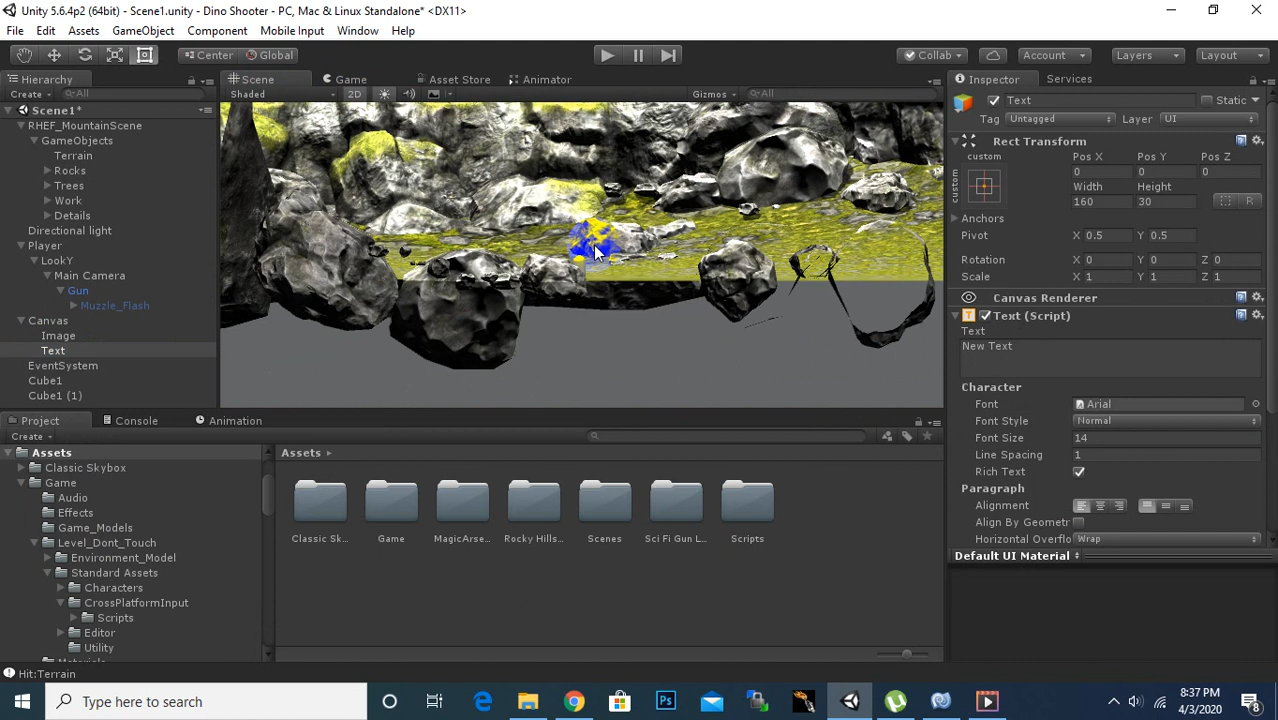 Unity 5.6.4p2 (64bit) - Scene1.unity - Dino Shooter - PC, Mac & Linux Standalone* <DX11>
File Edit Assets GameObject Component Mobile Input Window Help
Center Global Collab Account Layers Layout
Hierarchy Scene Game Asset Store Animator Inspector Services
Create All Shaded 2D Gizmos All Text Static
Scene1* Tag Untagged Layer UI
RHEF_MountainScene
GameObjects Rect Transform
Terrain custom Pos X Pos Y Pos Z
Rocks custom 0 0 0
Trees Width Height
Work 160 30 R
Details Anchors
Directional light Pivot X 0.5 Y 0.5
Player
LookY Rotation X 0 Y 0 Z 0
Main Camera Scale X 1 Y 1 Z 1
Gun Canvas Renderer
Muzzle_Flash Text (Script)
Canvas Text
Image New Text
Text
EventSystem
Cube1 Character
Cube1 (1) Font Arial
Project Console Animation Font Style Normal
Create Font Size 14
Assets Assets Line Spacing 1
Classic Skybox Rich Text
Game Paragraph
Audio Alignment
Effects Align By Geometr
Game_Models Classic Sk... Game MagicArse... Rocky Hills... Scenes Sci Fi Gun L... Scripts Horizontal Overflo Wrap
Level_Dont_Touch Default UI Material
Environment_Model
Standard Assets
Characters
CrossPlatformInput
Scripts
Editor
Utility
Materials
Hit:Terrain
Type here to search 8:37 PM
4/3/2020
8